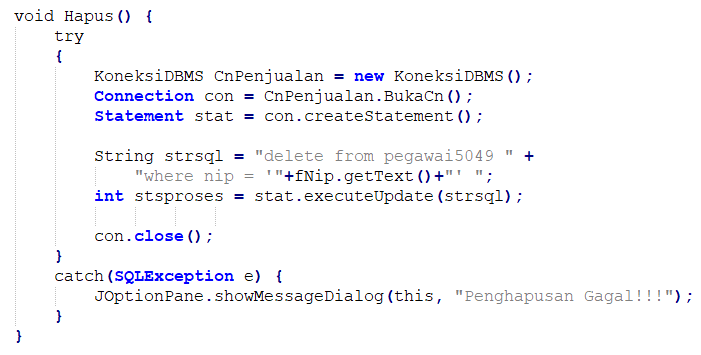 void Hapus() {
try
{
KoneksiDBMS CnPenjualan = new KoneksiDBMS();
Connection con = CnPenjualan.BukaCn();
Statement stat = con.createStatement();
String strsql = "delete from pegawai5049 " +
"where nip = '"+fNip.getText()+"' ";
int stsproses = stat.executeUpdate(strsql);
con.close();
}
catch(SQLException e) {
JOptionPane.showMessageDialog(this, "Penghapusan Gagal!!!");
}
}